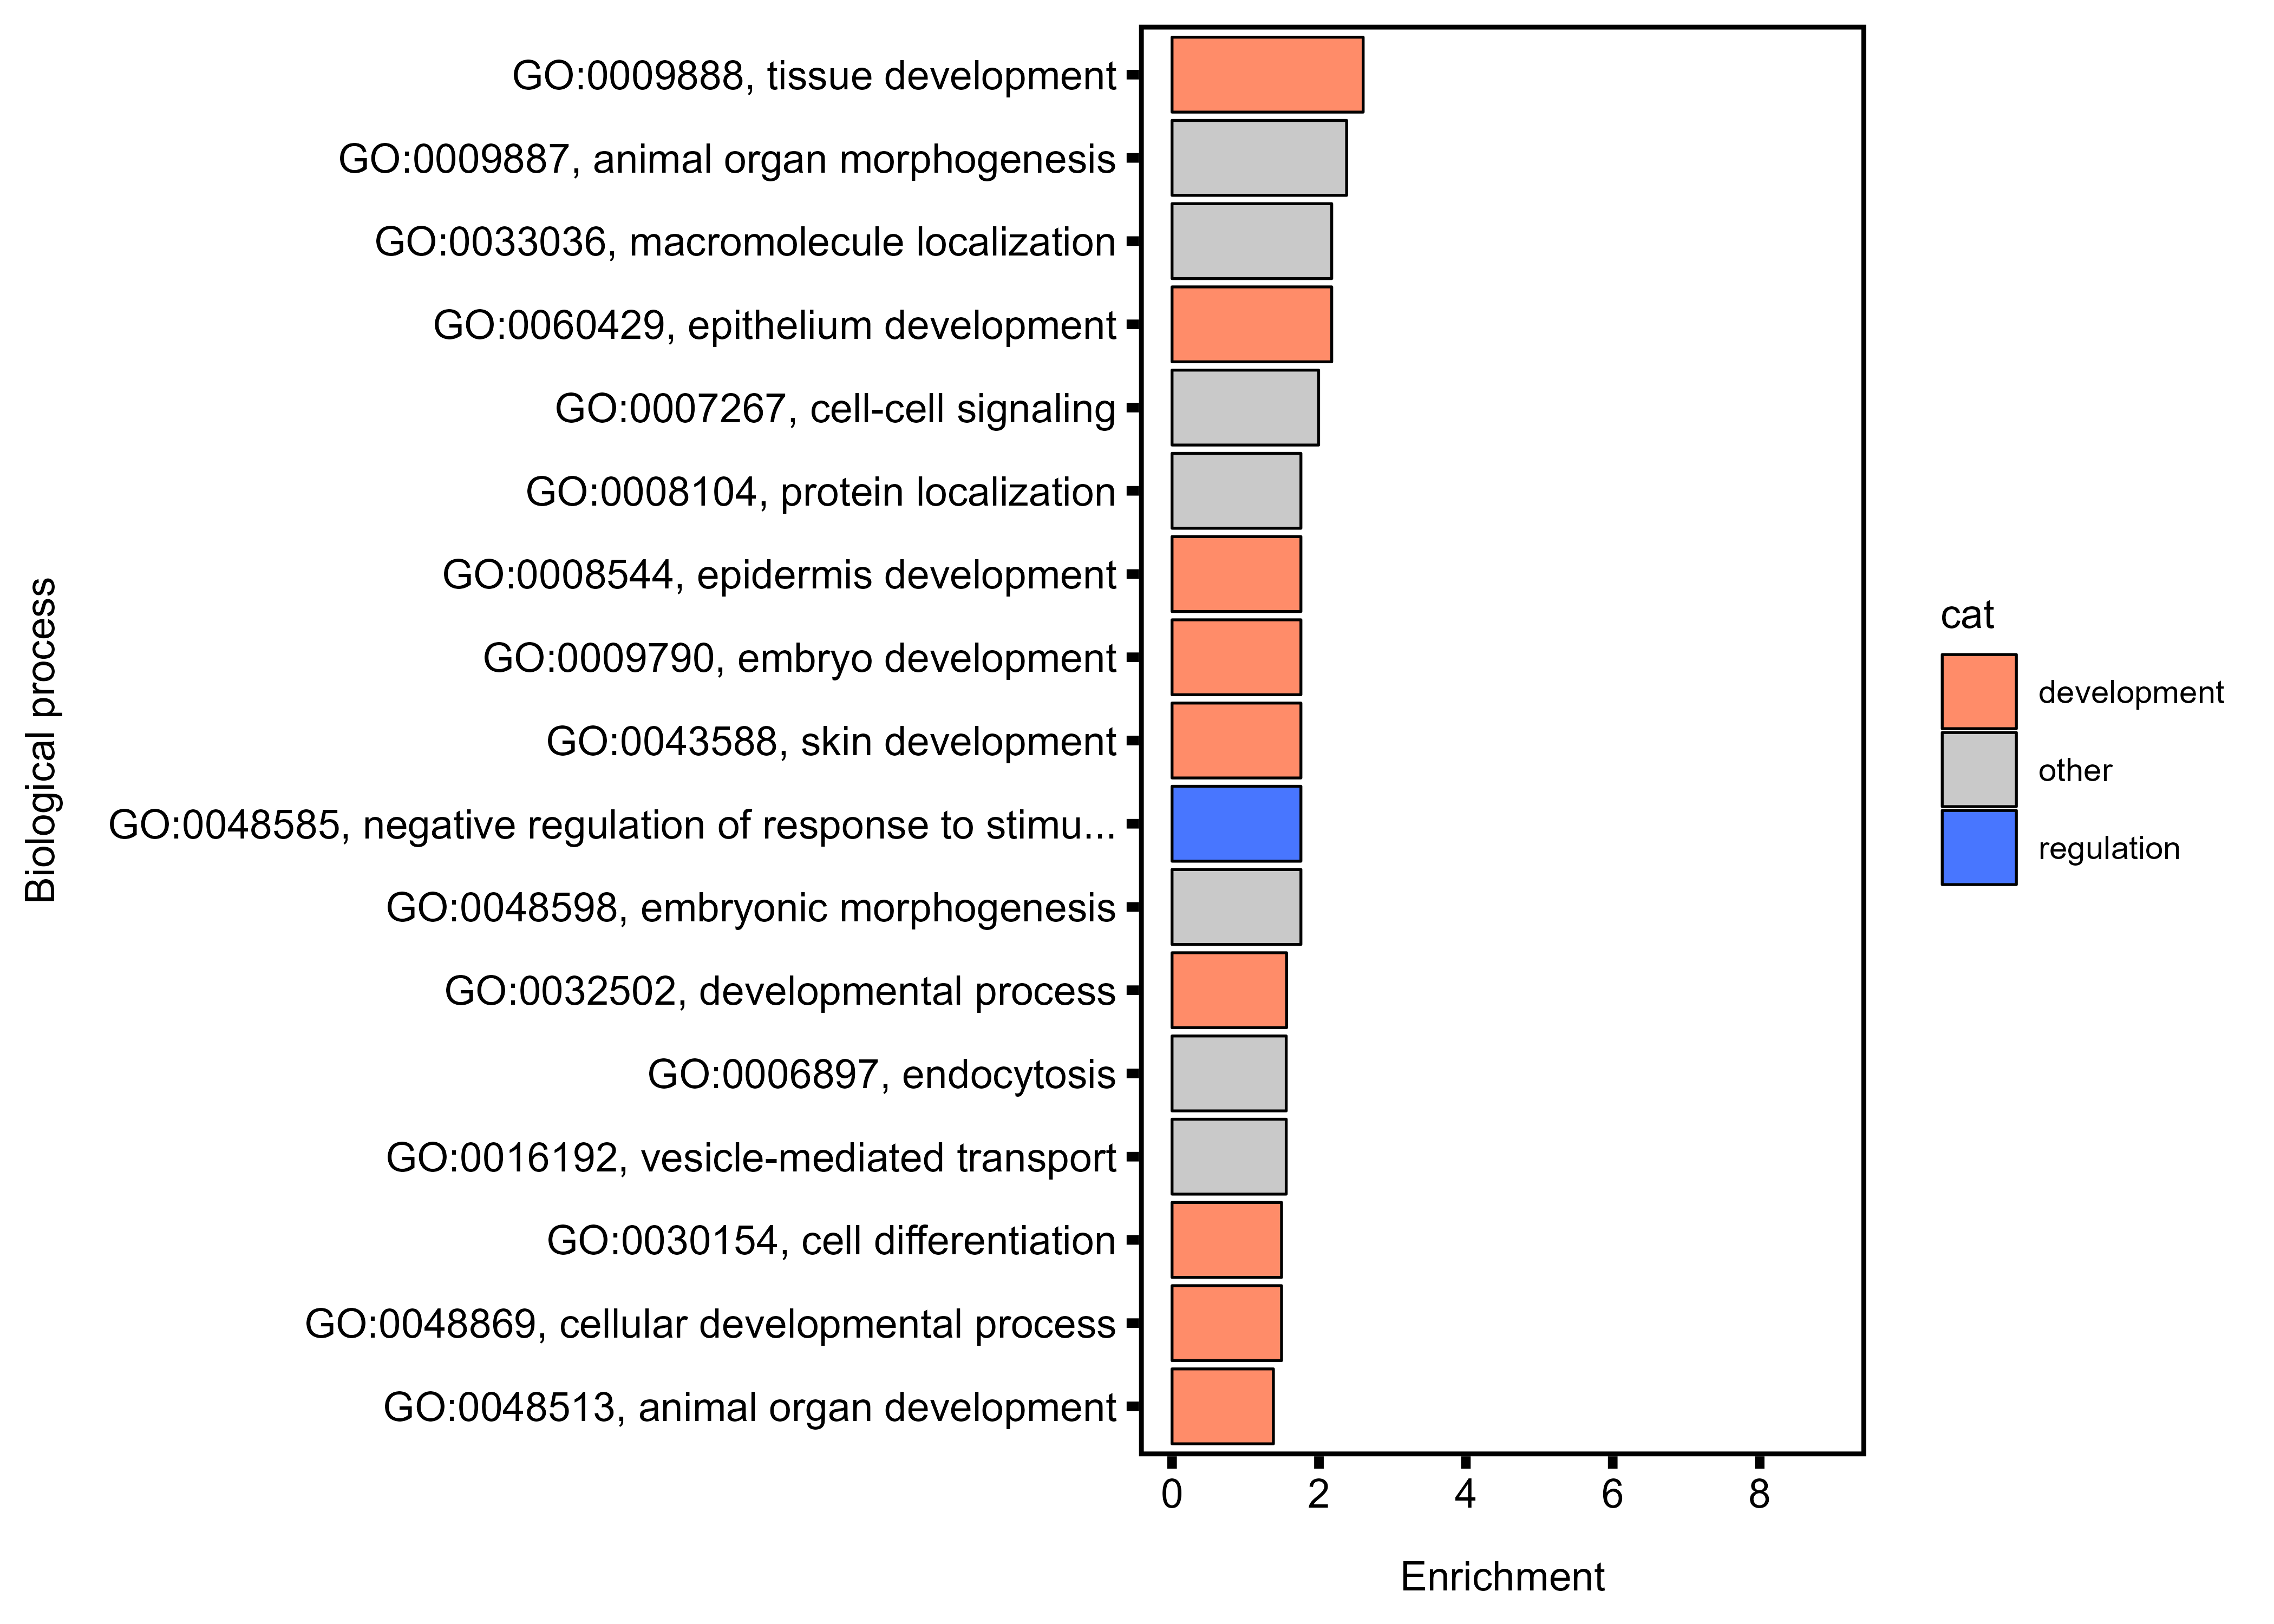 GO:0009888, tissue development
GO:0009887, animal organ morphogenesis
GO:0033036, macromolecule localization
GO:0060429, epithelium development
GO:0007267, cell-cell signaling
GO:0008104, protein localization
GO:0008544, epidermis development
GO:0009790, embryo development
GO:0043588, skin development
GO:0048585, negative regulation of response to stimu...
GO:0048598, embryonic morphogenesis
GO:0032502, developmental process
GO:0006897, endocytosis
GO:0016192, vesicle-mediated transport
GO:0030154, cell differentiation
GO:0048869, cellular developmental process
GO:0048513, animal organ development
Biological process
0 2 4 6 8
Enrichment
cat
development
other
regulation